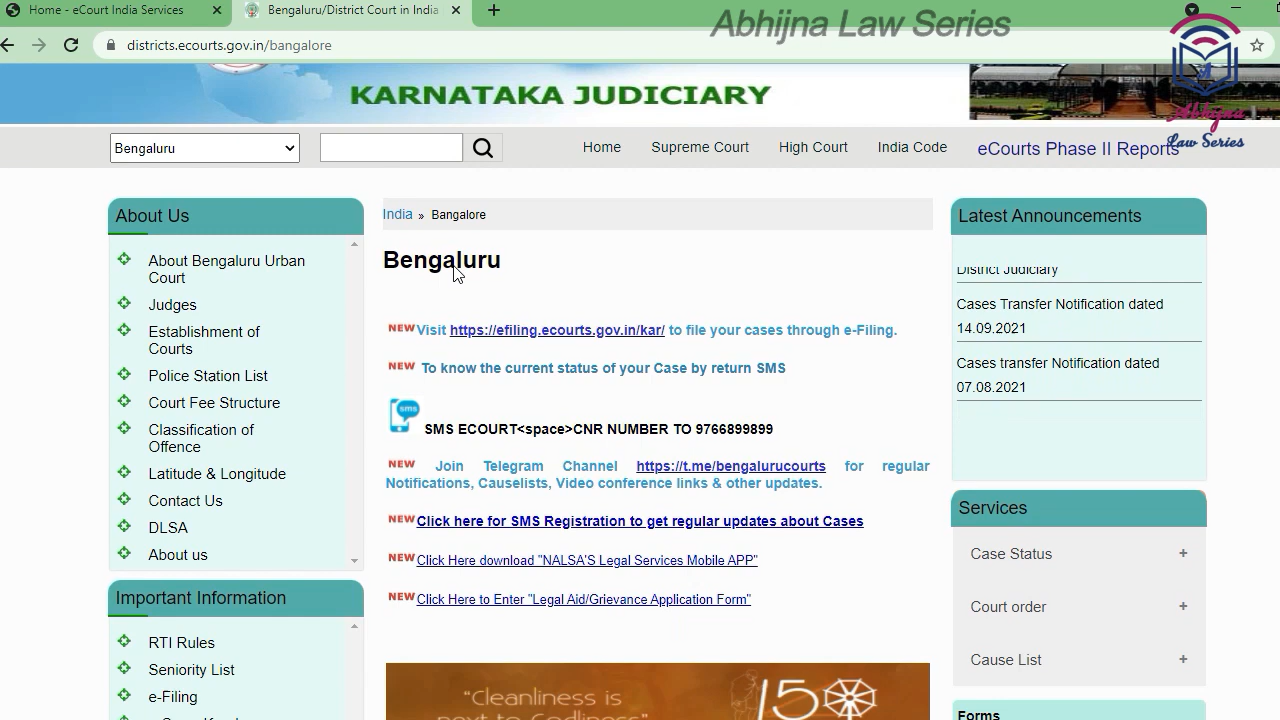 Home - eCourt India Services
Bengaluru/District Court in India
Abhijna Law Series
districts.ecourts.gov.in/bangalore
KARNATAKA JUDICIARY
A
Abhijna
Law Series
Bengaluru
Home
Supreme Court
High Court
India Code
eCourts Phase II Reports
About Us
About Bengaluru Urban
Court
Judges
Establishment of
Courts
Police Station List
Court Fee Structure
Classification of
Offence
Latitude & Longitude
Contact Us
DLSA
About us
Important Information
RTI Rules
Seniority List
e-Filing
India » Bangalore
Bengaluru
NEW Visit https://efiling.ecourts.gov.in/kar/ to file your cases through e-Filing.
NEW To know the current status of your Case by return SMS
sms
SMS ECOURT<space>CNR NUMBER TO 9766899899
NEW Join Telegram Channel https://t.me/bengalurucourts for regular
Notifications, Causelists, Video conference links & other updates.
NEW Click here for SMS Registration to get regular updates about Cases
NEW Click Here download "NALSA'S Legal Services Mobile APP"
NEW Click Here to Enter "Legal Aid/Grievance Application Form"
“Cleanliness is
next to Godliness”
150
Latest Announcements
District Judiciary
Cases Transfer Notification dated
14.09.2021
Cases transfer Notification dated
07.08.2021
Services
Case Status +
Court order +
Cause List +
Forms